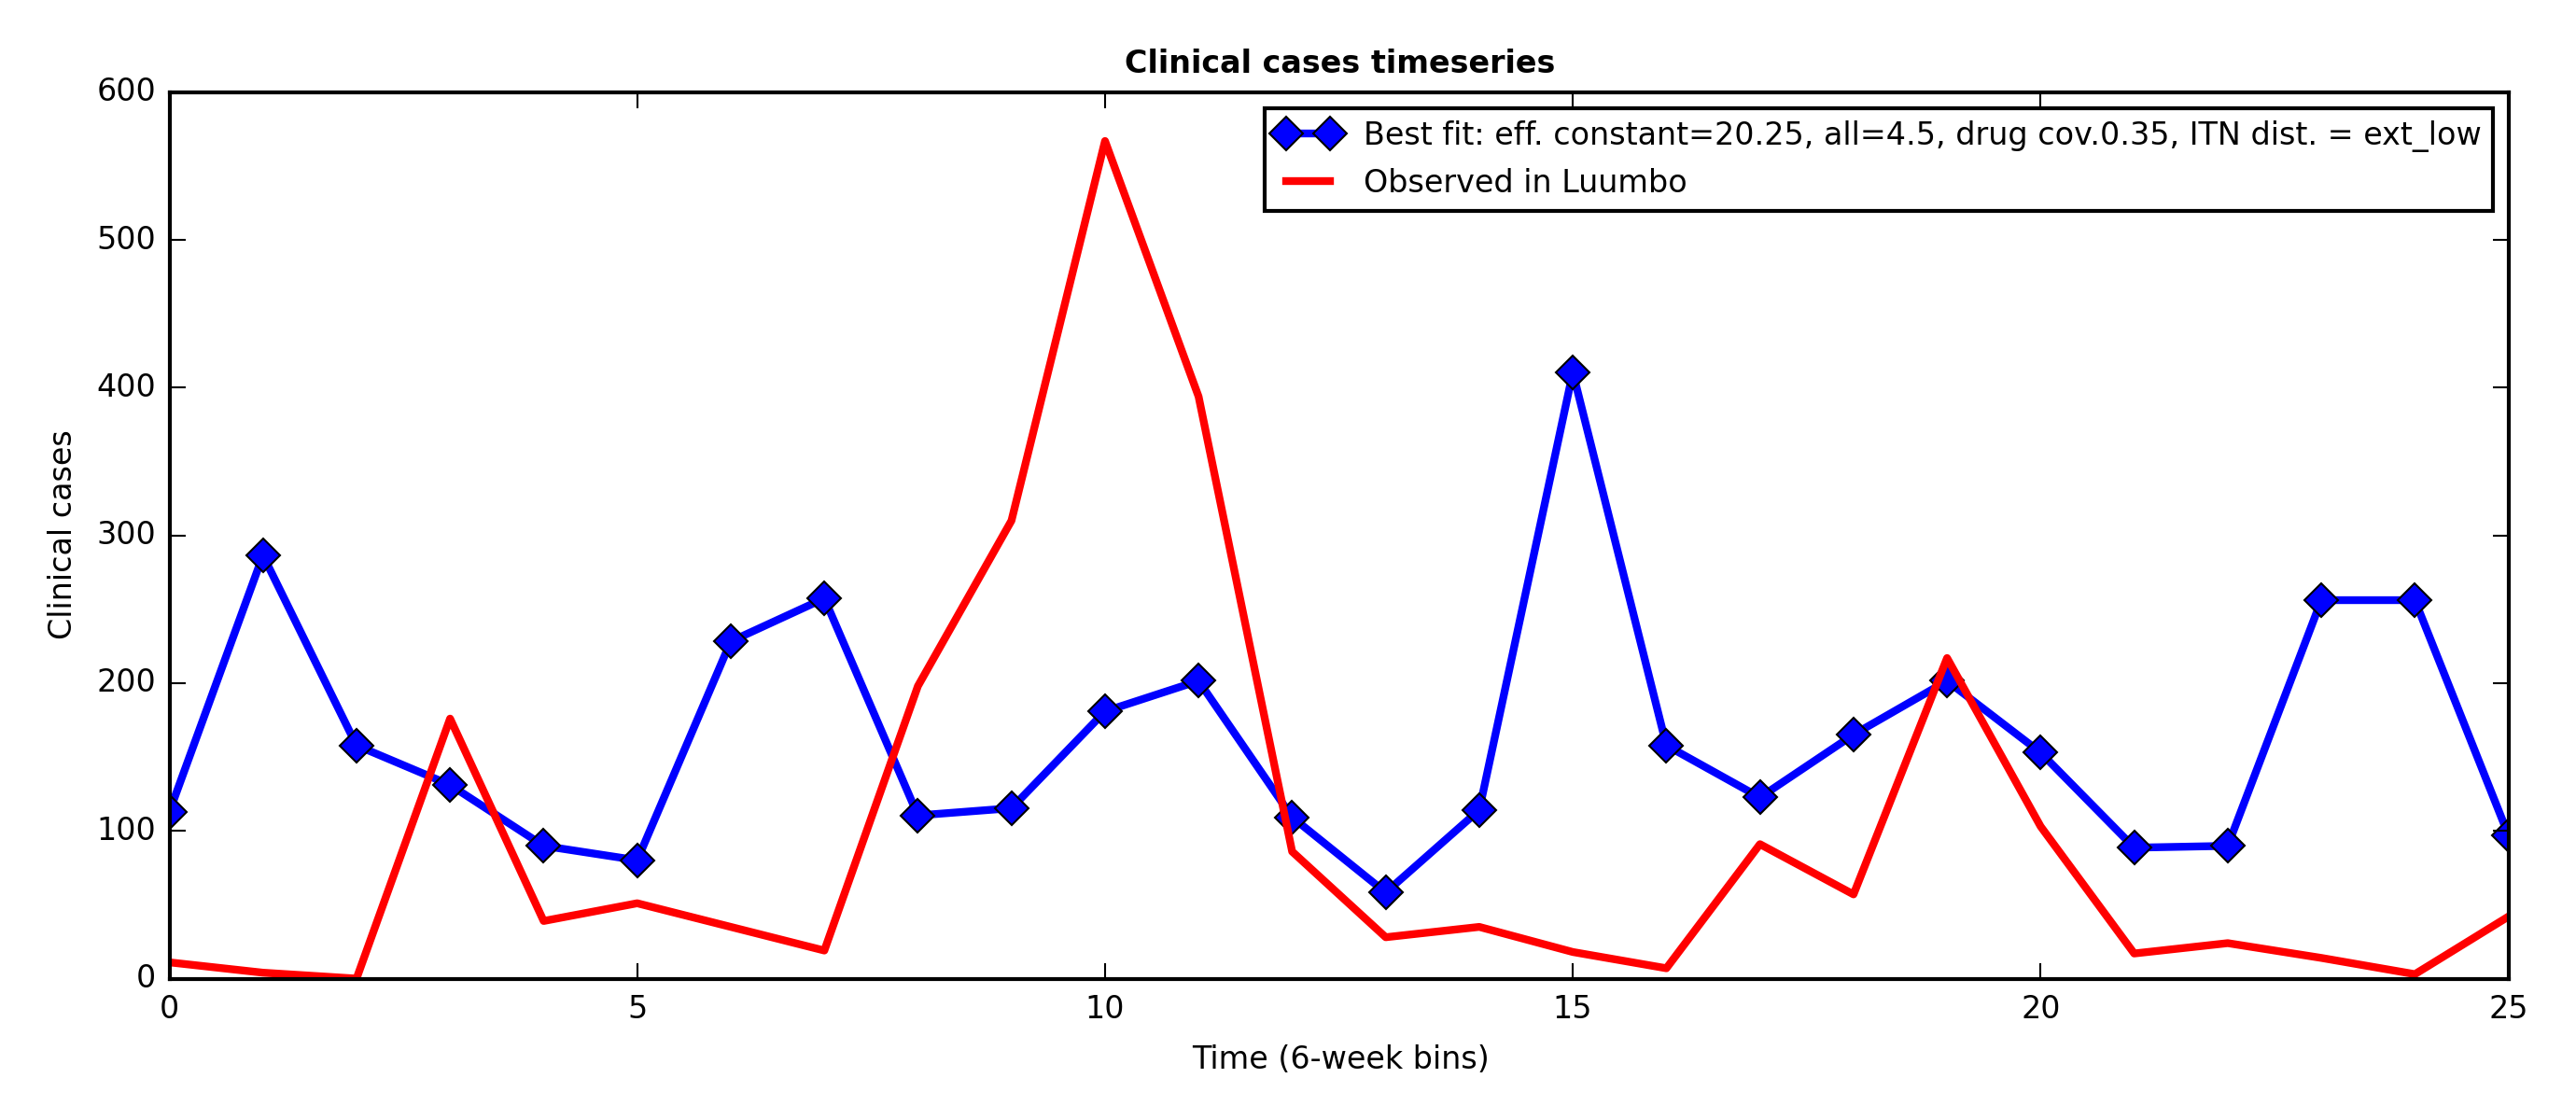 Clinical cases timeseries
600
500
400
300
200
100
0
Clinical cases
Best fit: eff. constant=20.25, all=4.5, drug cov.0.35, ITN dist. = ext_low
Observed in Luumbo
0 5 10 15 20 25
Time (6-week bins)